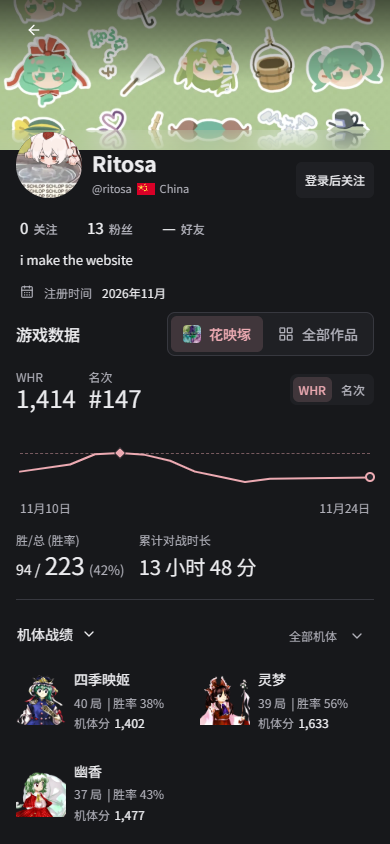 Ritosa
@ritosa China
登录后关注
0 关注 13 粉丝 — 好友
i make the website
注册时间 2026年11月
游戏数据 花映塚 全部作品
WHR 名次
1,414 #147
WHR 名次
11月10日 11月24日
胜/总 (胜率) 累计对战时长
94 / 223 (42%) 13 小时 48 分
机体战绩 全部机体
四季映姬 灵梦
40 局 | 胜率 38% 39 局 | 胜率 56%
机体分 1,402 机体分 1,633
幽香
37 局 | 胜率 43%
机体分 1,477